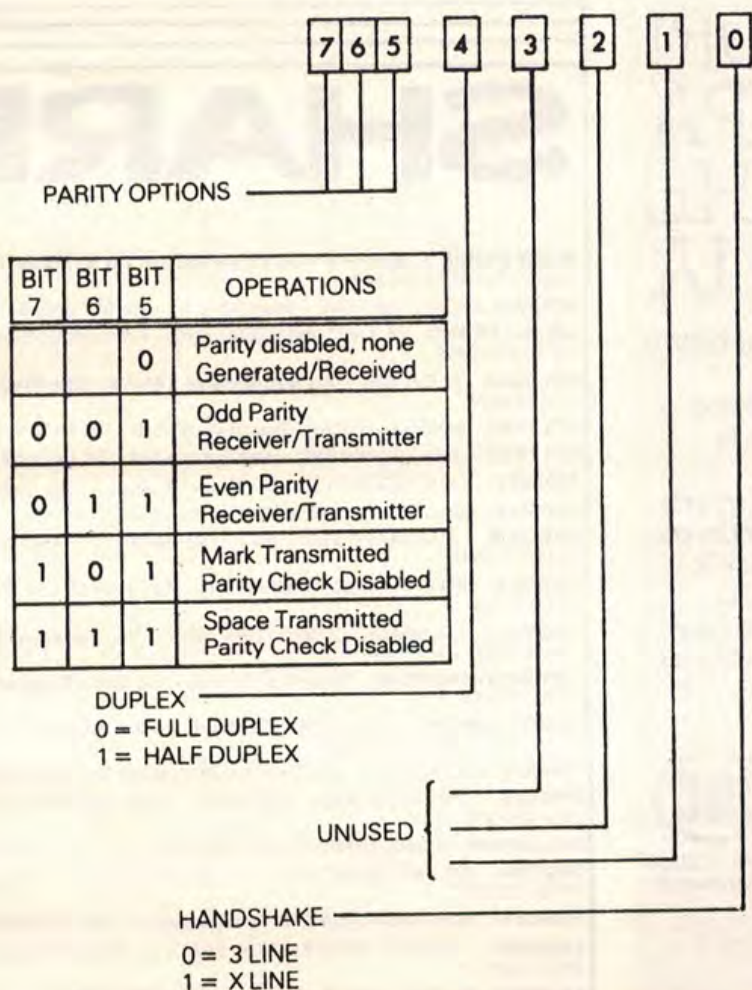 7 6 5 4 3 2 1 0
PARITY OPTIONS
BIT 7 BIT 6 BIT 5 OPERATIONS
0 Parity disabled, none
Generated/Received
0 0 1 Odd Parity
Receiver/Transmitter
0 1 1 Even Parity
Receiver/Transmitter
1 0 1 Mark Transmitted
Parity Check Disabled
1 1 1 Space Transmitted
Parity Check Disabled
DUPLEX
0 = FULL DUPLEX
1 = HALF DUPLEX
UNUSED
HANDSHAKE
0 = 3 LINE
1 = X LINE